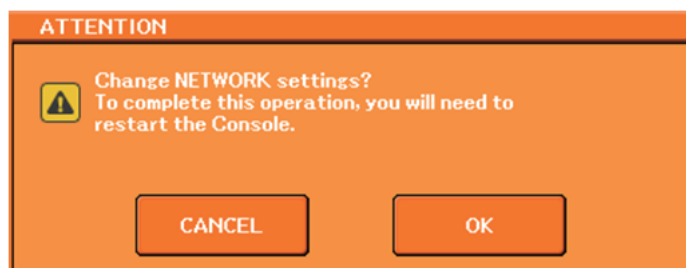 ATTENTION
Change NETWORK settings?
To complete this operation, you will need to
restart the Console.
CANCEL
OK